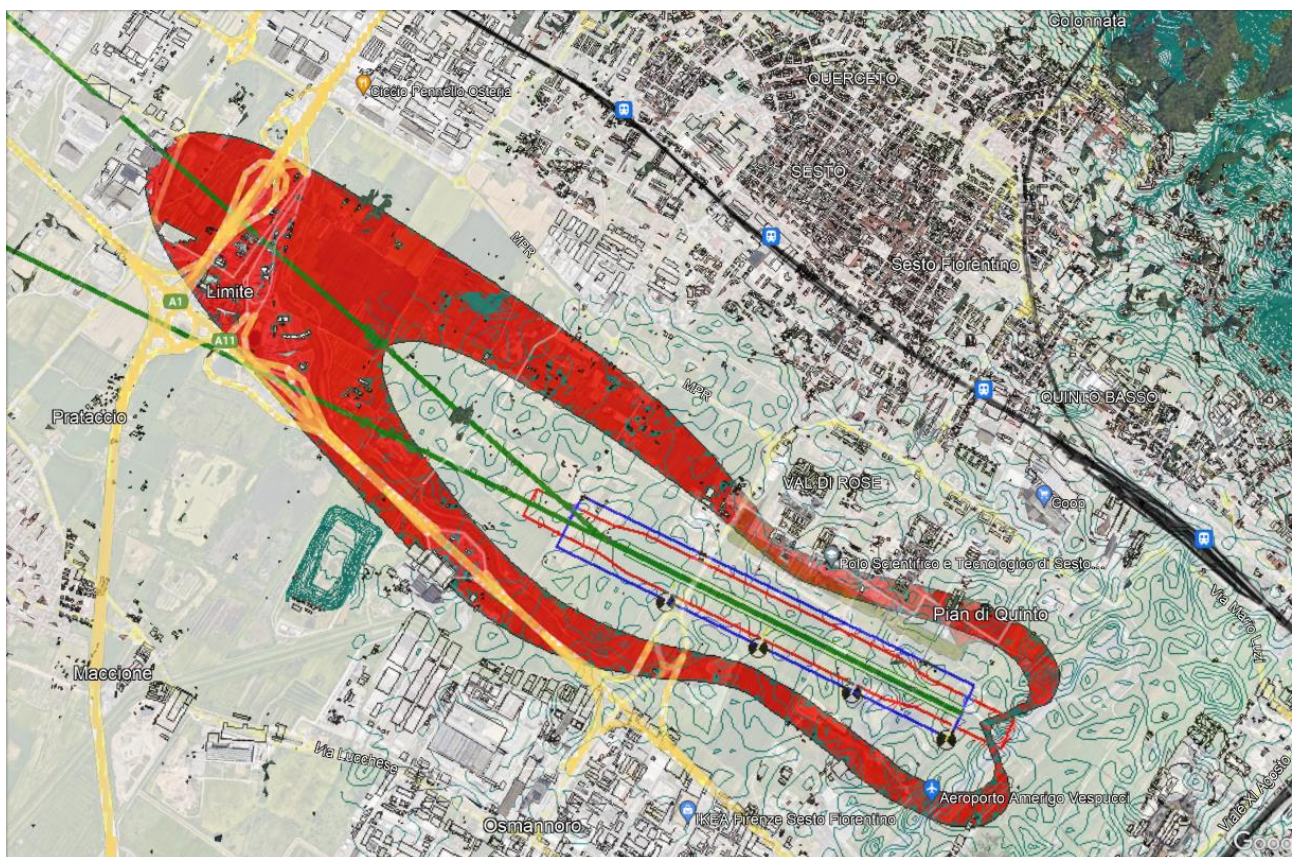 Colonnata
QUERCETO
Ciccio Pennello Osteria
SESTO
MPR
Sesto Fiorentino
A1
Limite
A11
MPR
QUINTO BASSO
Prataccio
VAL DI ROSE
Coop
Polo Scientifico e Tecnologico di Sesto...
Pian di Quinto
Via Mario Luzi
Maccione
Via Lucchese
Aeroporto Amerigo Vespucci
IKEA Firenze Sesto Fiorentino
Osmannoro
Viale XI Agosto
Goog